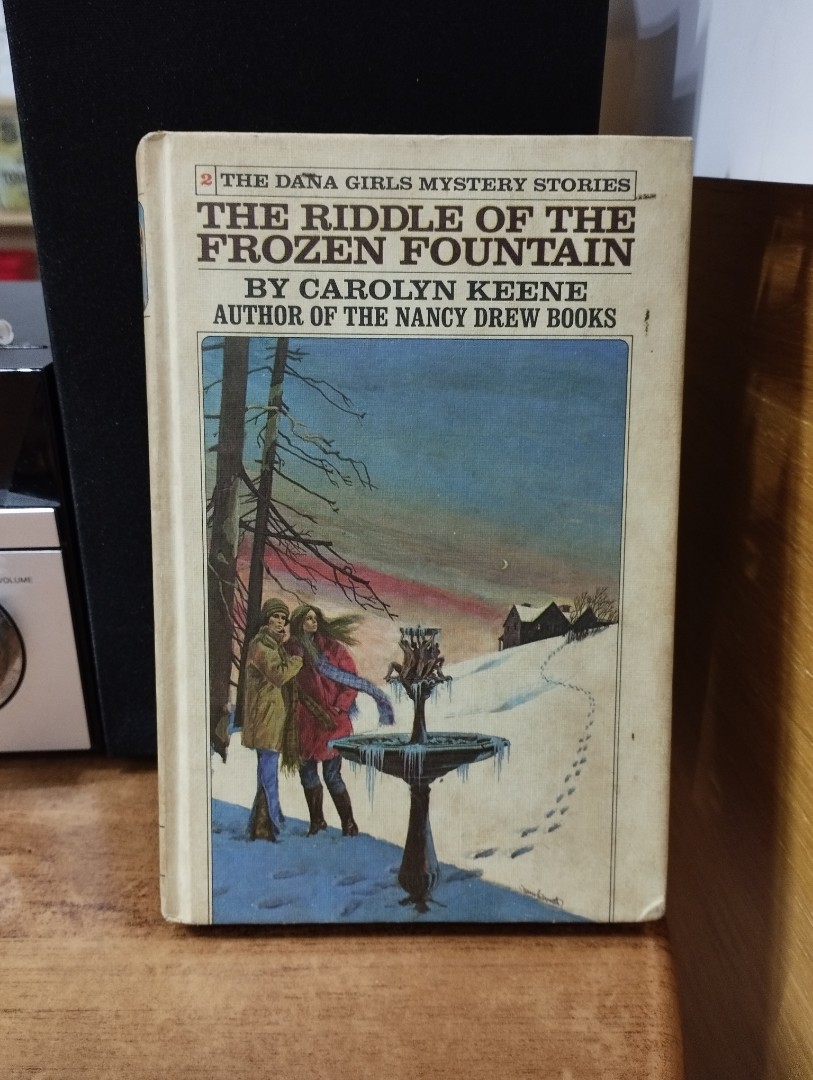 2 THE DANA GIRLS MYSTERY STORIES
THE RIDDLE OF THE
FROZEN FOUNTAIN
BY CAROLYN KEENE
AUTHOR OF THE NANCY DREW BOOKS
VOLUME